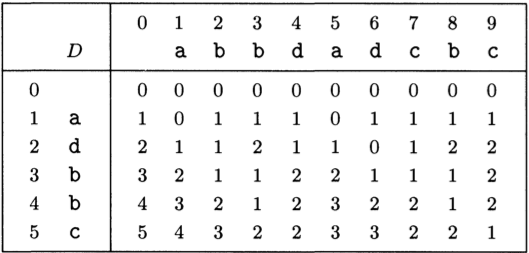 0 1 2 3 4 5 6 7 8 9
D a b b d a d c b c
0 0 0 0 0 0 0 0 0 0 0
1 a 1 0 1 1 1 0 1 1 1 1
2 d 2 1 1 2 1 1 0 1 2 2
3 b 3 2 1 1 2 2 1 1 1 2
4 b 4 3 2 1 2 3 2 2 1 2
5 c 5 4 3 2 2 3 3 2 2 1